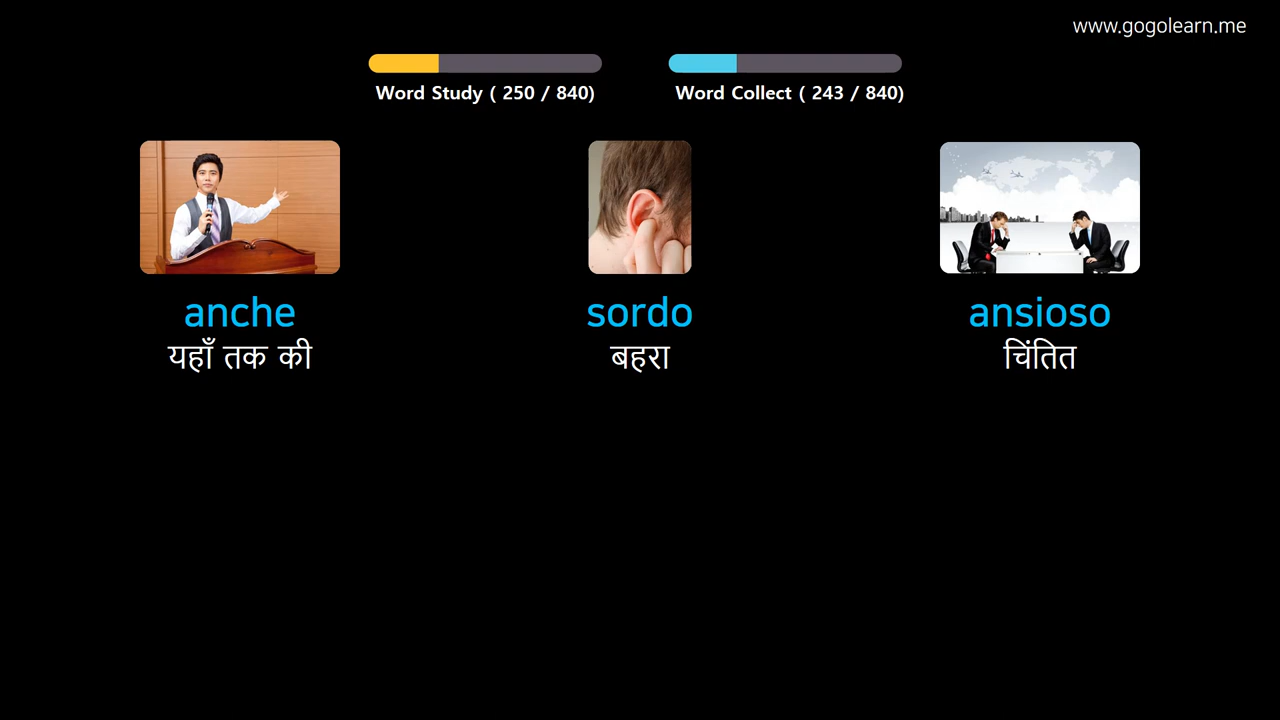 www.gogolearn.me
Word Study ( 250 / 840)
Word Collect ( 243 / 840)
anche
यहाँ तक की
sordo
बहरा
ansioso
चिंतित